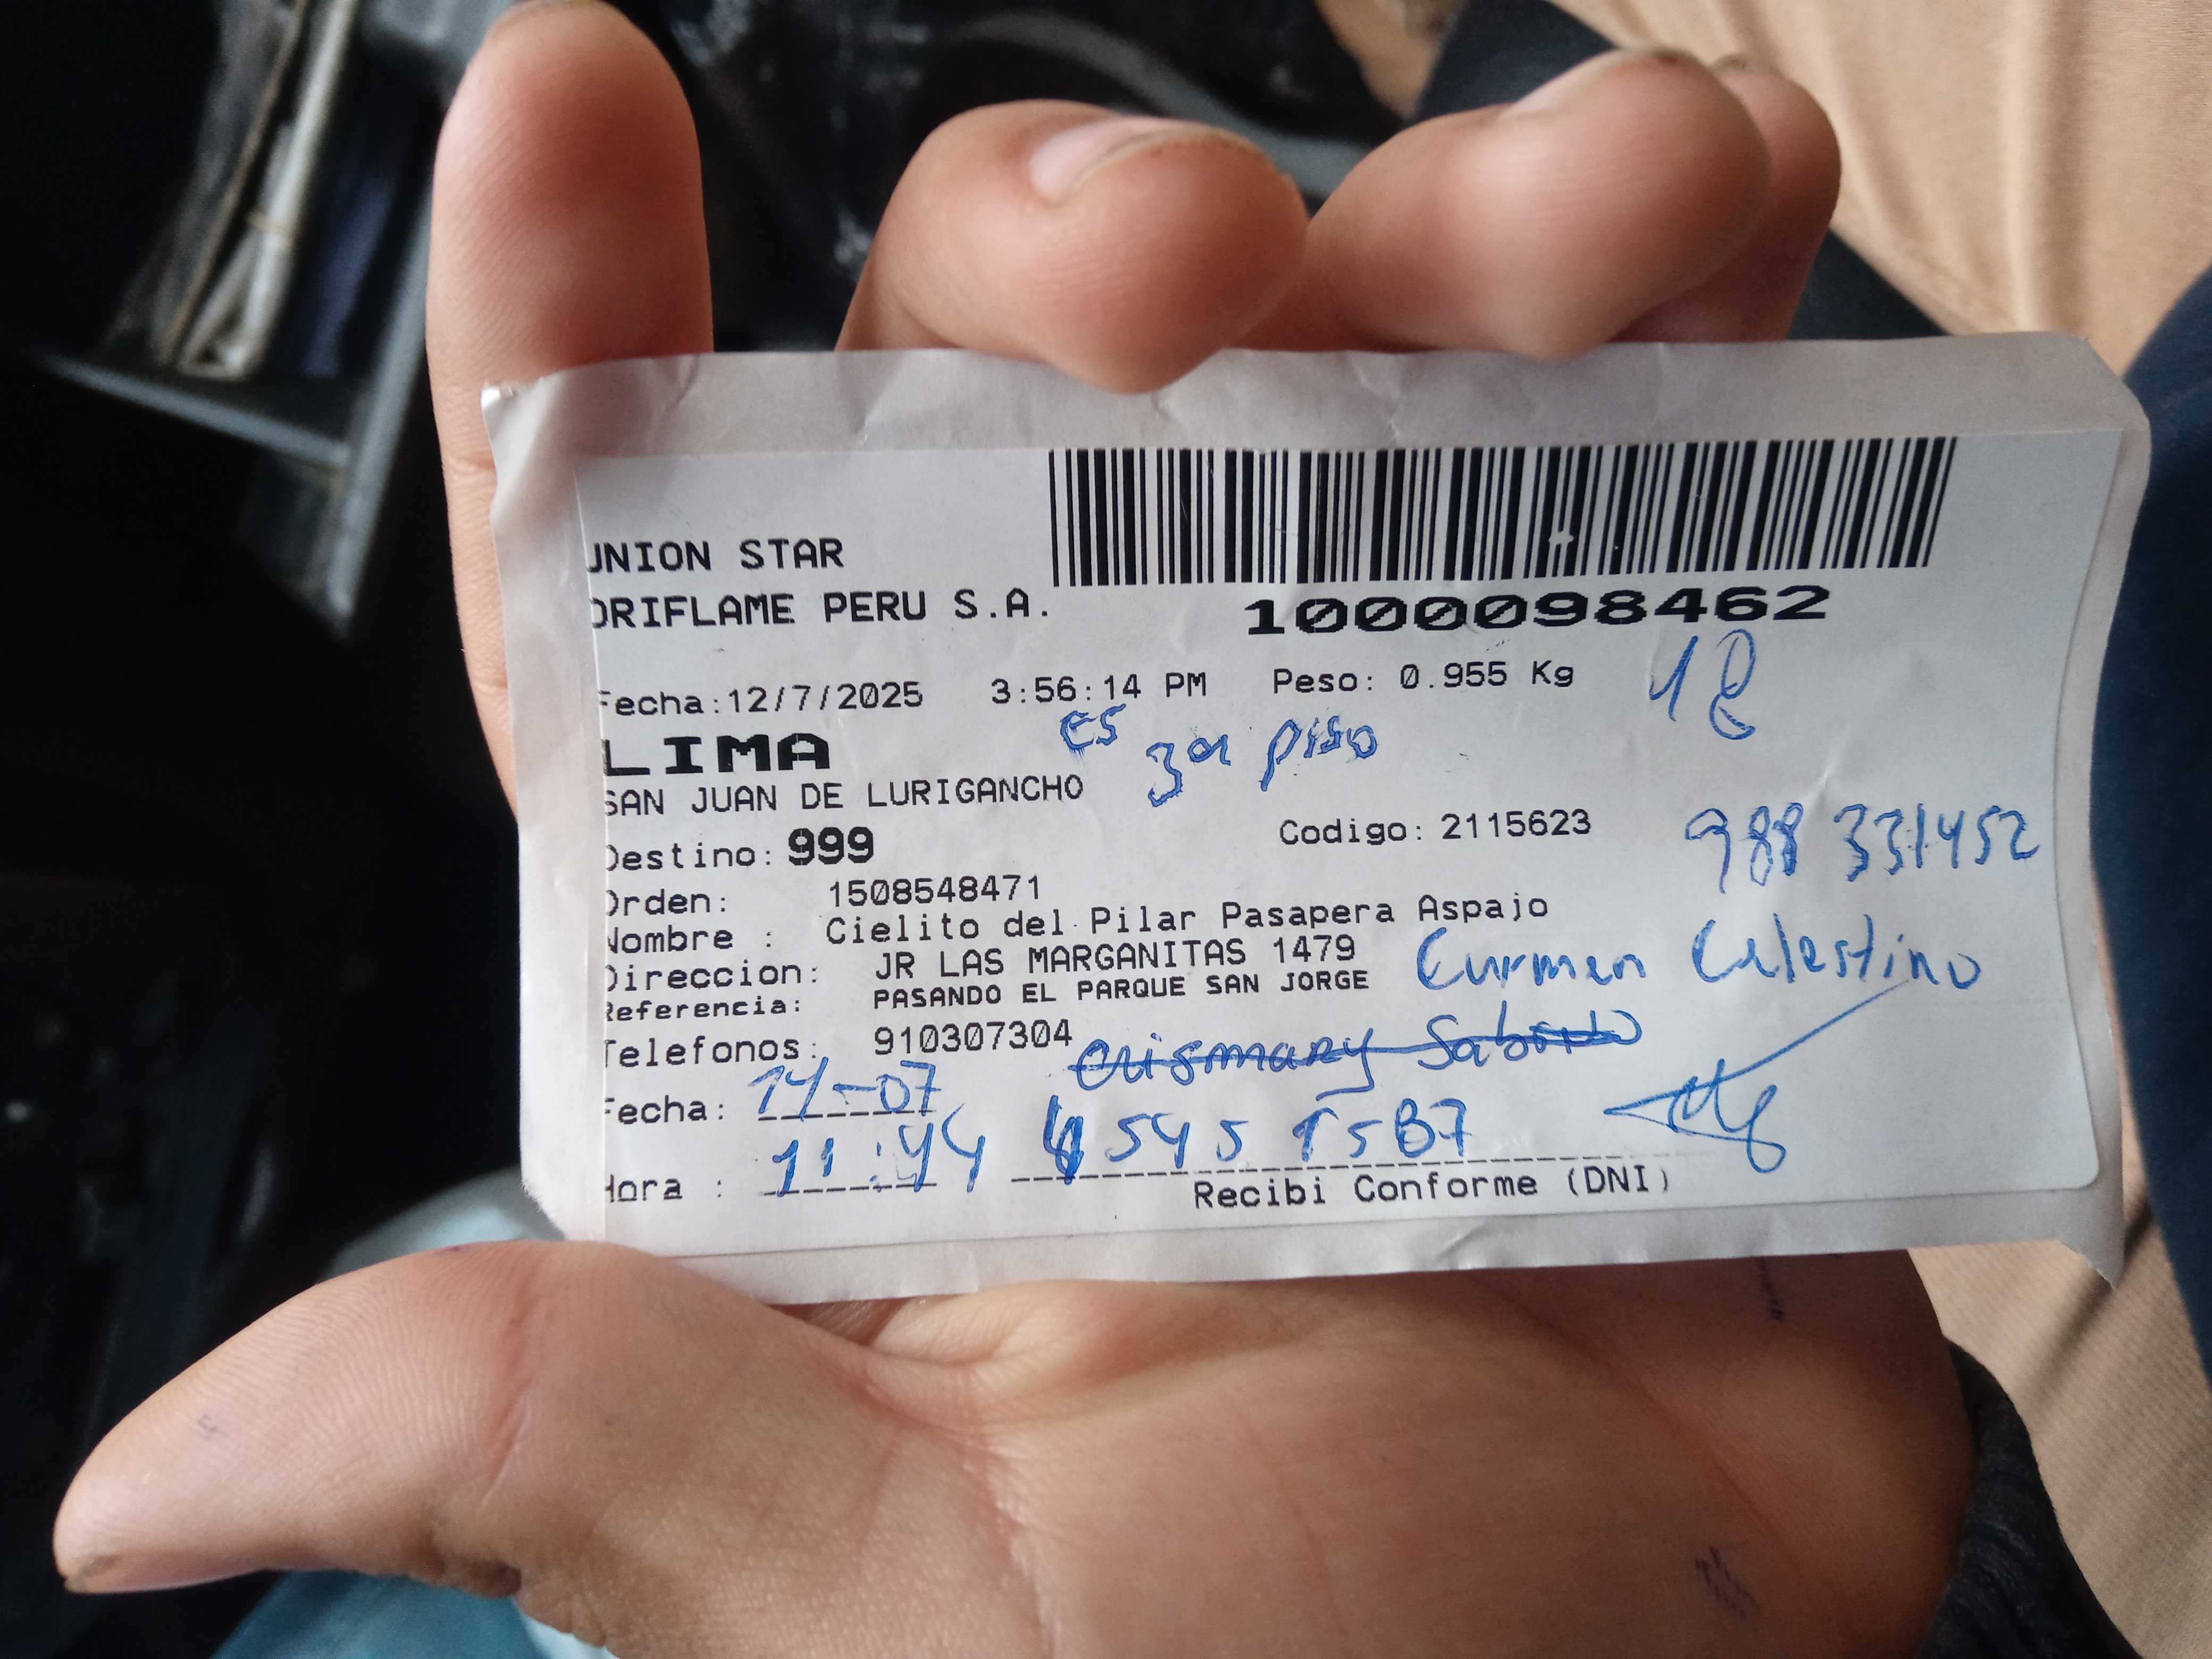 UNION STAR
ORIFLAME PERU S.A.
1000098462
Fecha:12/7/2025 3:56:14 PM Peso: 0.955 Kg
LIMA
Es 3er piso
SAN JUAN DE LURIGANCHO
Destino: 999 Codigo: 2115623
988 331452
Orden: 1508548471
Nombre : Cielito del Pilar Pasapera Aspajo
Direccion: JR LAS MARGANITAS 1479
Carmen Celestino
Referencia: PASANDO EL PARQUE SAN JORGE
Telefonos: 910307304
Fecha: 14-07
Hora : 11:44
Recibi Conforme (DNI)